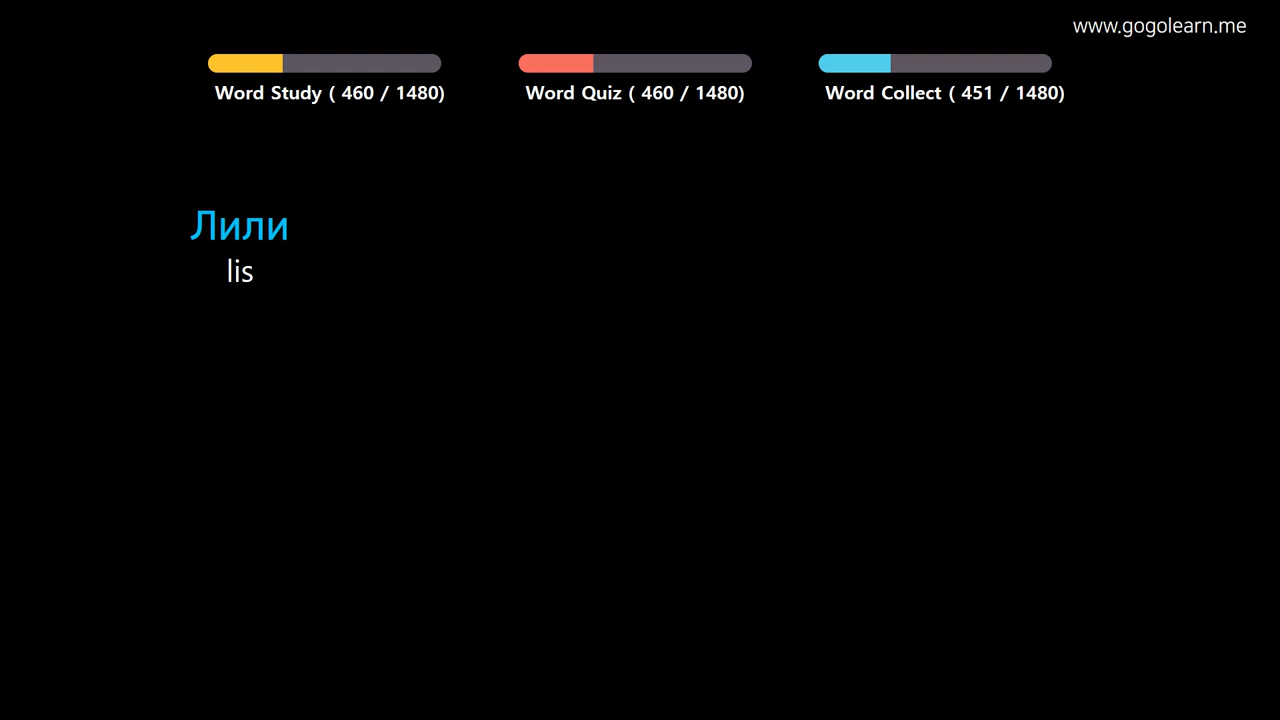 www.gogolearn.me
Word Study ( 460 / 1480)
Word Quiz ( 460 / 1480)
Word Collect ( 451 / 1480)
Лили
lis